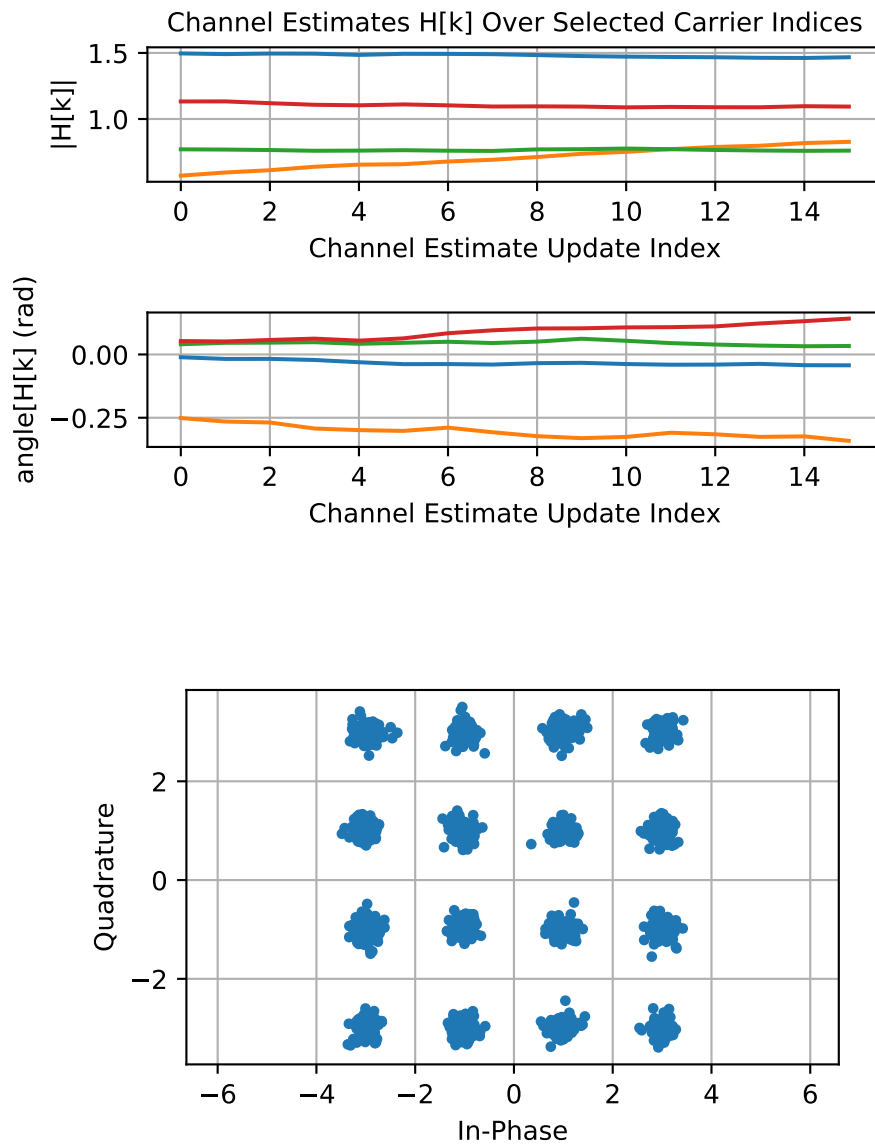 Channel Estimates H[k] Over Selected Carrier Indices
|H[k]|
1.5
1.0
0 2 4 6 8 10 12 14
Channel Estimate Update Index
angle[H[k] (rad)
0.00
−0.25
0 2 4 6 8 10 12 14
Channel Estimate Update Index
Quadrature
2
0
−2
−6 −4 −2 0 2 4 6
In-Phase